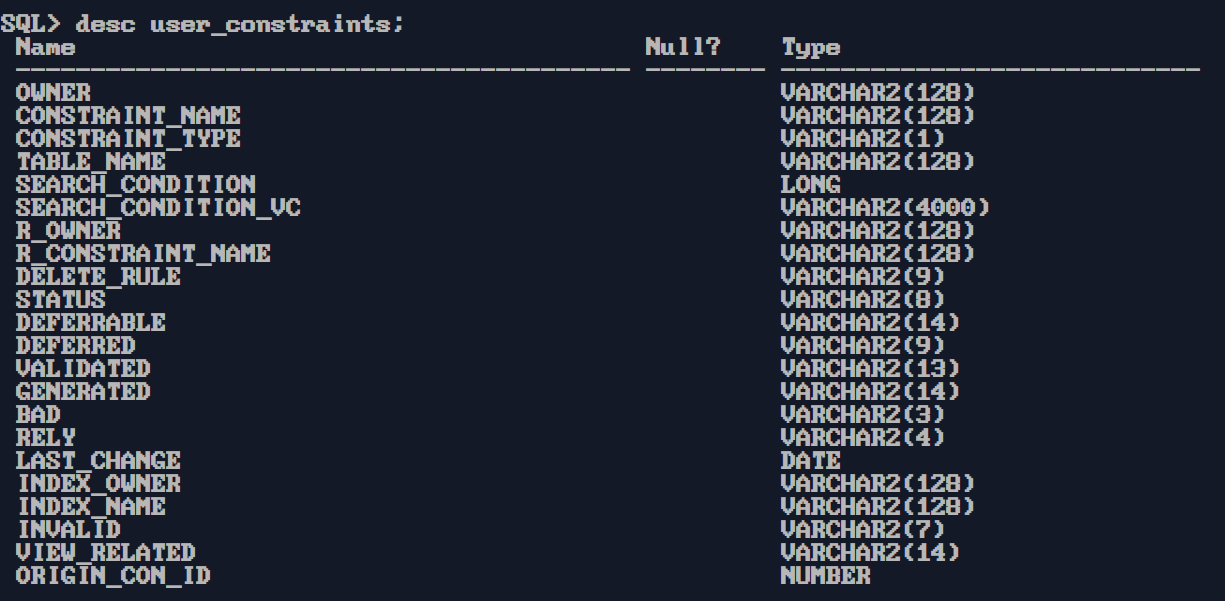 SQL> desc user_constraints;
Name Null? Type
----------------------------------------- -------- ----------------------------
OWNER VARCHAR2(128)
CONSTRAINT_NAME VARCHAR2(128)
CONSTRAINT_TYPE VARCHAR2(1)
TABLE_NAME VARCHAR2(128)
SEARCH_CONDITION LONG
SEARCH_CONDITION_VC VARCHAR2(4000)
R_OWNER VARCHAR2(128)
R_CONSTRAINT_NAME VARCHAR2(128)
DELETE_RULE VARCHAR2(9)
STATUS VARCHAR2(8)
DEFERRABLE VARCHAR2(14)
DEFERRED VARCHAR2(9)
VALIDATED VARCHAR2(13)
GENERATED VARCHAR2(14)
BAD VARCHAR2(3)
RELY VARCHAR2(4)
LAST_CHANGE DATE
INDEX_OWNER VARCHAR2(128)
INDEX_NAME VARCHAR2(128)
INVALID VARCHAR2(7)
VIEW_RELATED VARCHAR2(14)
ORIGIN_CON_ID NUMBER